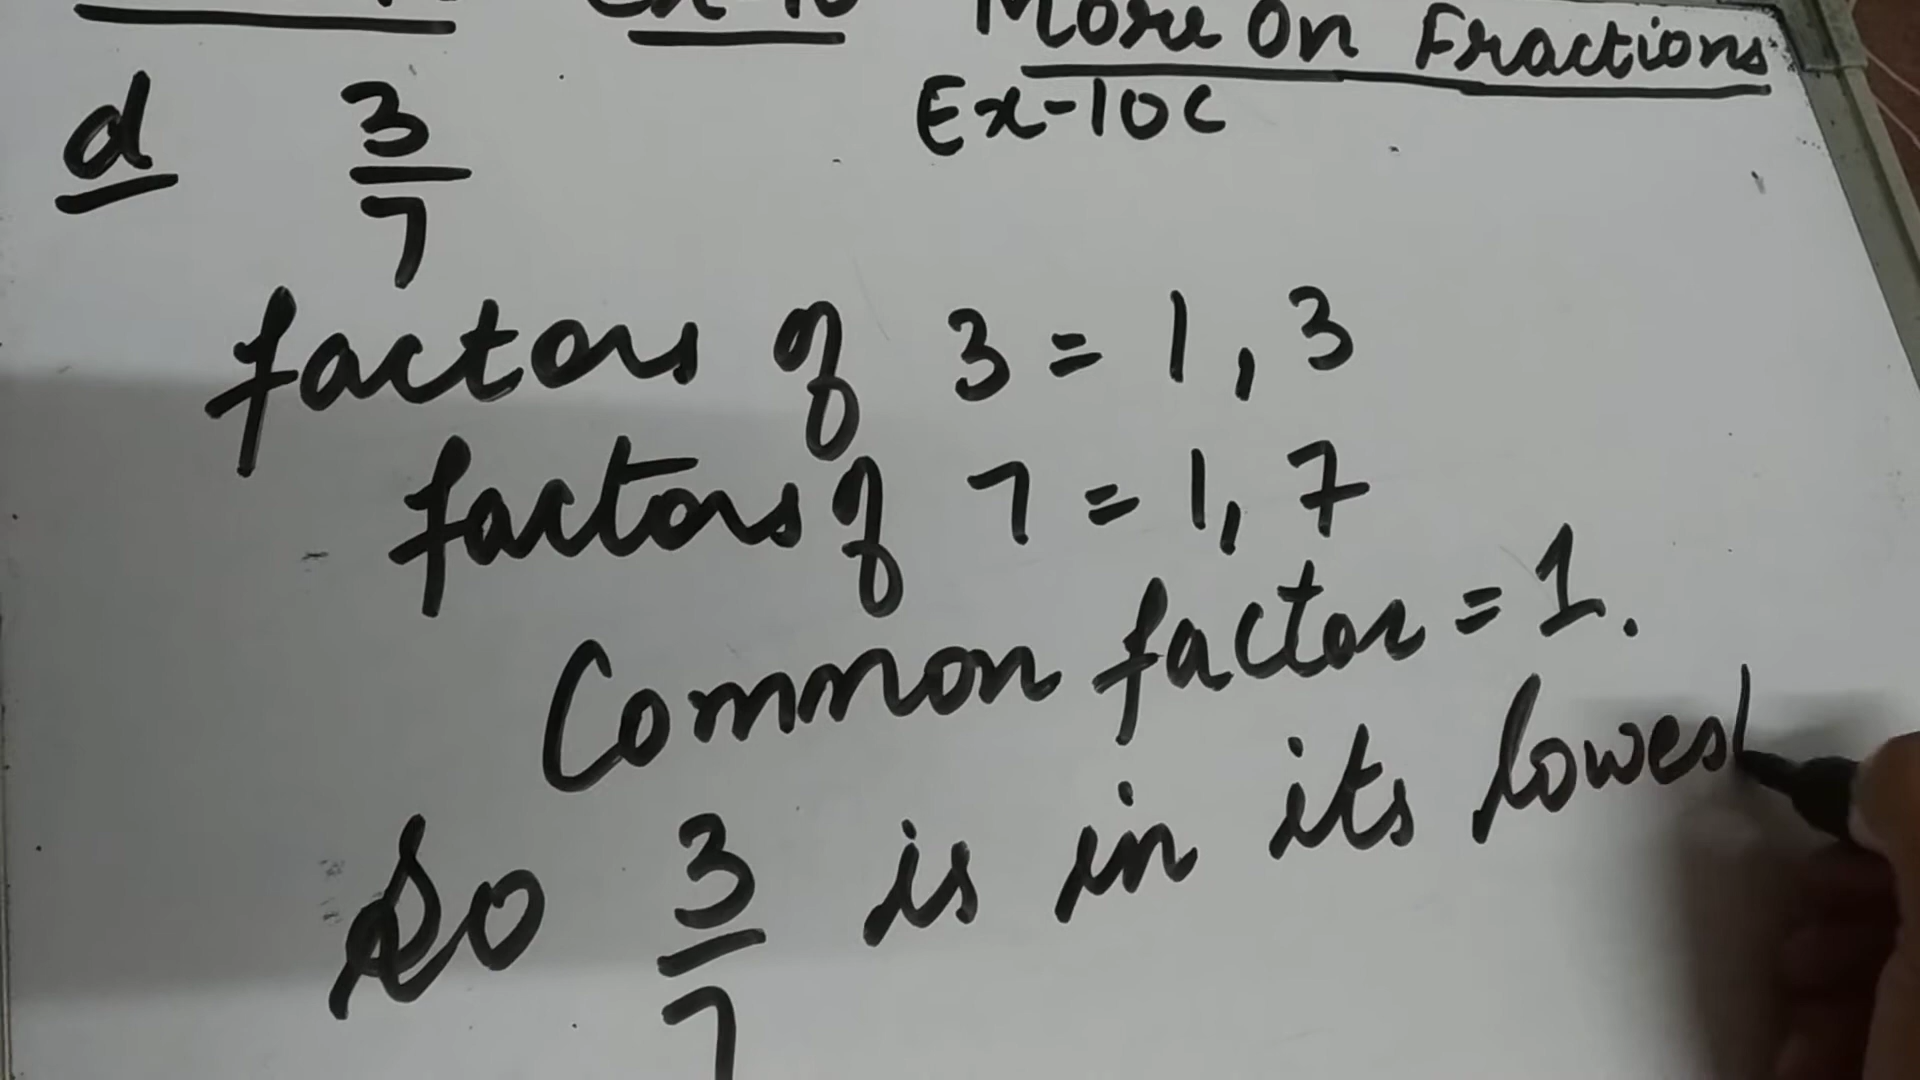 More On Fractions
Ex-10C
d 3/7
factors of 3 = 1, 3
factors of 7 = 1, 7
Common factor = 1.
So 3/7 is in its lowest